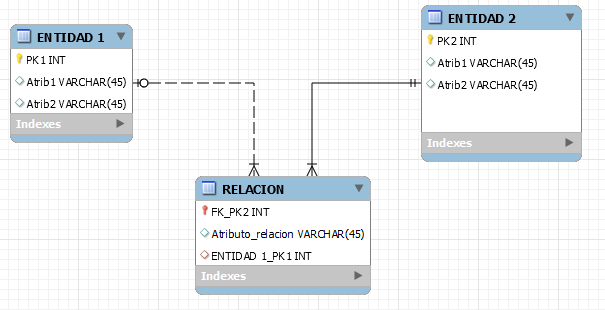 ENTIDAD 1
PK1 INT
Atrib1 VARCHAR(45)
Atrib2 VARCHAR(45)
Indexes
ENTIDAD 2
PK2 INT
Atrib1 VARCHAR(45)
Atrib2 VARCHAR(45)
Indexes
RELACION
FK_PK2 INT
Atributo_relacion VARCHAR(45)
ENTIDAD 1_PK1 INT
Indexes